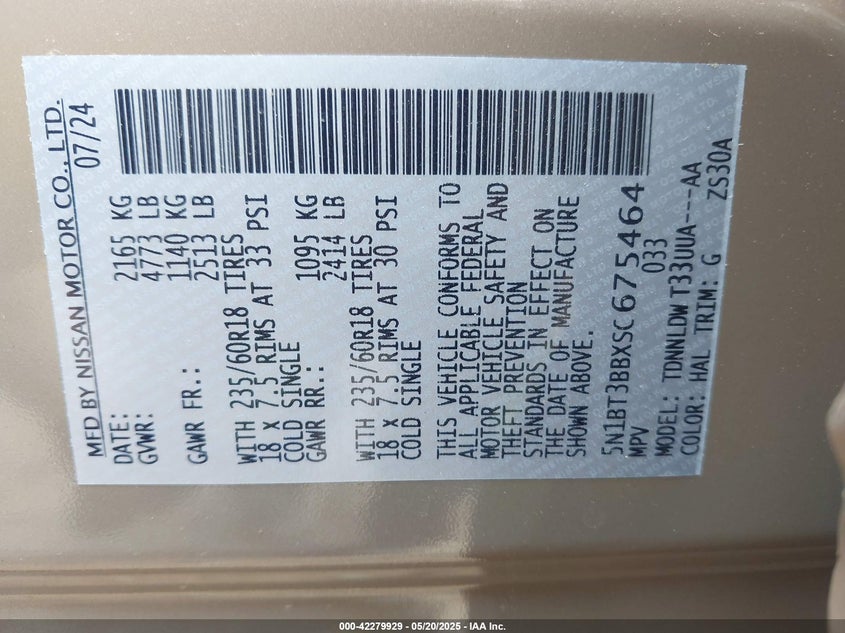 MFD BY NISSAN MOTOR CO., LTD.
DATE: 07/24
GVWR: 2165 KG
4773 LB
GAWR FR.: 1140 KG
2513 LB
WITH 235/60R18 TIRES
18 X 7.5 RIMS AT 33 PSI
COLD SINGLE
GAWR RR.: 1095 KG
2414 LB
WITH 235/60R18 TIRES
18 X 7.5 RIMS AT 30 PSI
COLD SINGLE
THIS VEHICLE CONFORMS TO
ALL APPLICABLE FEDERAL
MOTOR VEHICLE SAFETY AND
THEFT PREVENTION
STANDARDS IN EFFECT ON
THE DATE OF MANUFACTURE
SHOWN ABOVE.
5N1BT3BBXSC675464
MPV 033
MODEL: TDNNLDWT33UUA---AA
COLOR: HAL TRIM: G ZS30A
000-42279929 - 05/20/2025 - IAA Inc.